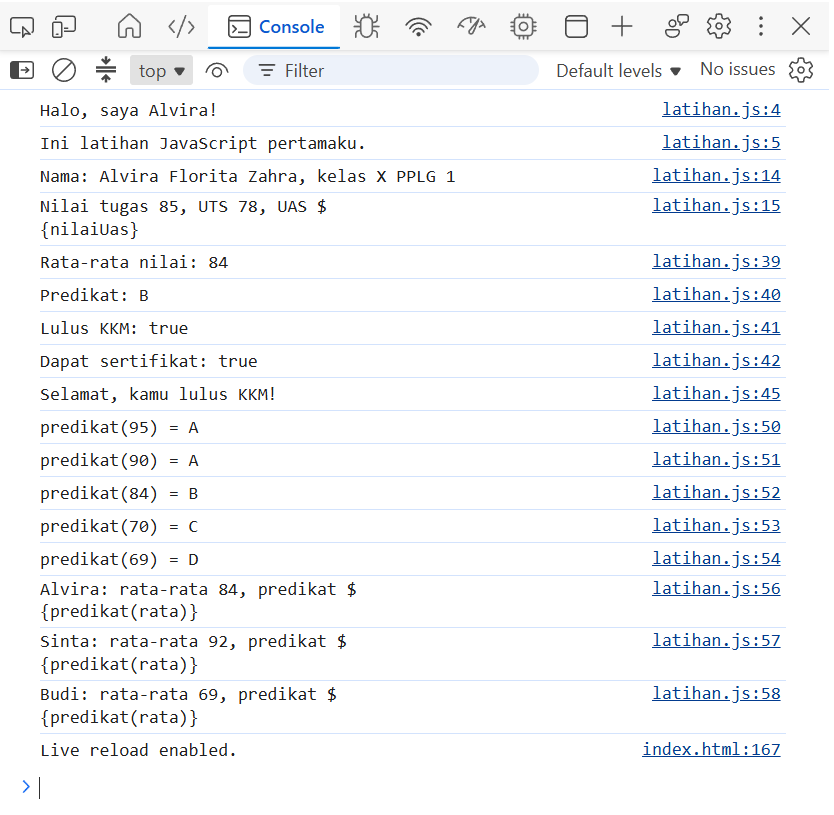 Console
top
Filter
Default levels
No issues
Halo, saya Alvira! latihan.js:4
Ini latihan JavaScript pertamaku. latihan.js:5
Nama: Alvira Florita Zahra, kelas X PPLG 1 latihan.js:14
Nilai tugas 85, UTS 78, UAS $ latihan.js:15
{nilaiUas}
Rata-rata nilai: 84 latihan.js:39
Predikat: B latihan.js:40
Lulus KKM: true latihan.js:41
Dapat sertifikat: true latihan.js:42
Selamat, kamu lulus KKM! latihan.js:45
predikat(95) = A latihan.js:50
predikat(90) = A latihan.js:51
predikat(84) = B latihan.js:52
predikat(70) = C latihan.js:53
predikat(69) = D latihan.js:54
Alvira: rata-rata 84, predikat $ latihan.js:56
{predikat(rata)}
Sinta: rata-rata 92, predikat $ latihan.js:57
{predikat(rata)}
Budi: rata-rata 69, predikat $ latihan.js:58
{predikat(rata)}
Live reload enabled. index.html:167